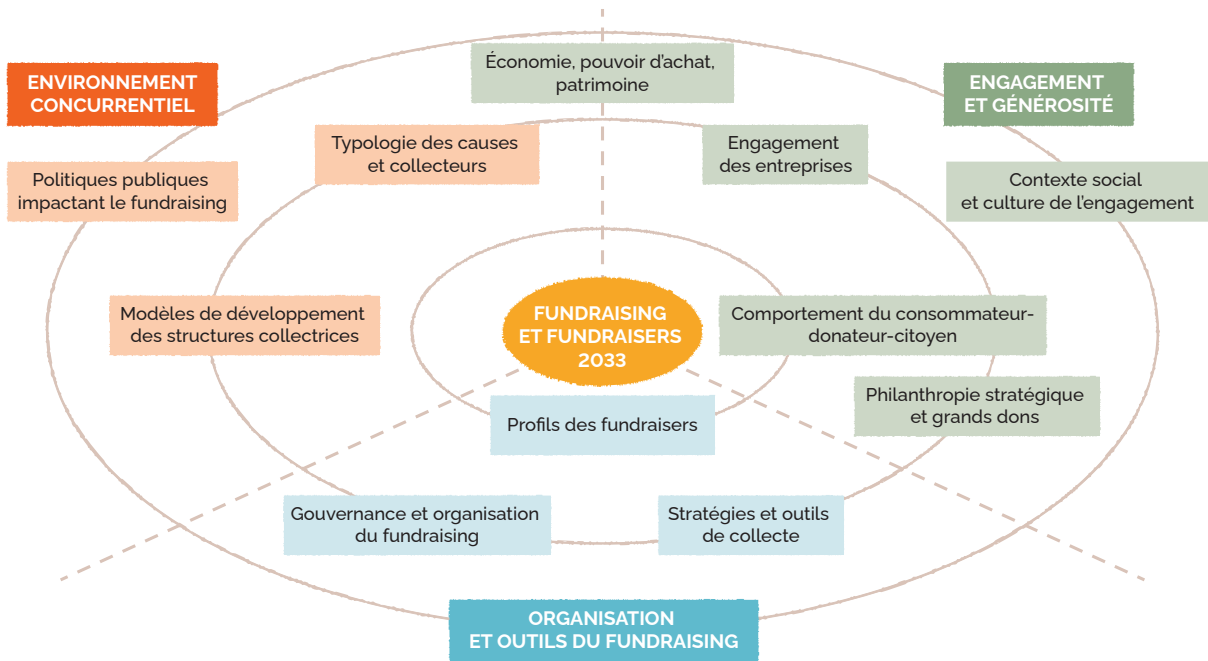 ENVIRONNEMENT
CONCURRENTIEL
Économie, pouvoir d’achat,
patrimoine
ENGAGEMENT
ET GÉNÉROSITÉ
Typologie des causes
et collecteurs
Engagement
des entreprises
Politiques publiques
impactant le fundraising
Contexte social
et culture de l’engagement
Modèles de développement
des structures collectrices
FUNDRAISING
ET FUNDRAISERS
2033
Comportement du consommateur-
donateur-citoyen
Philanthropie stratégique
et grands dons
Profils des fundraisers
Gouvernance et organisation
du fundraising
Stratégies et outils
de collecte
ORGANISATION
ET OUTILS DU FUNDRAISING